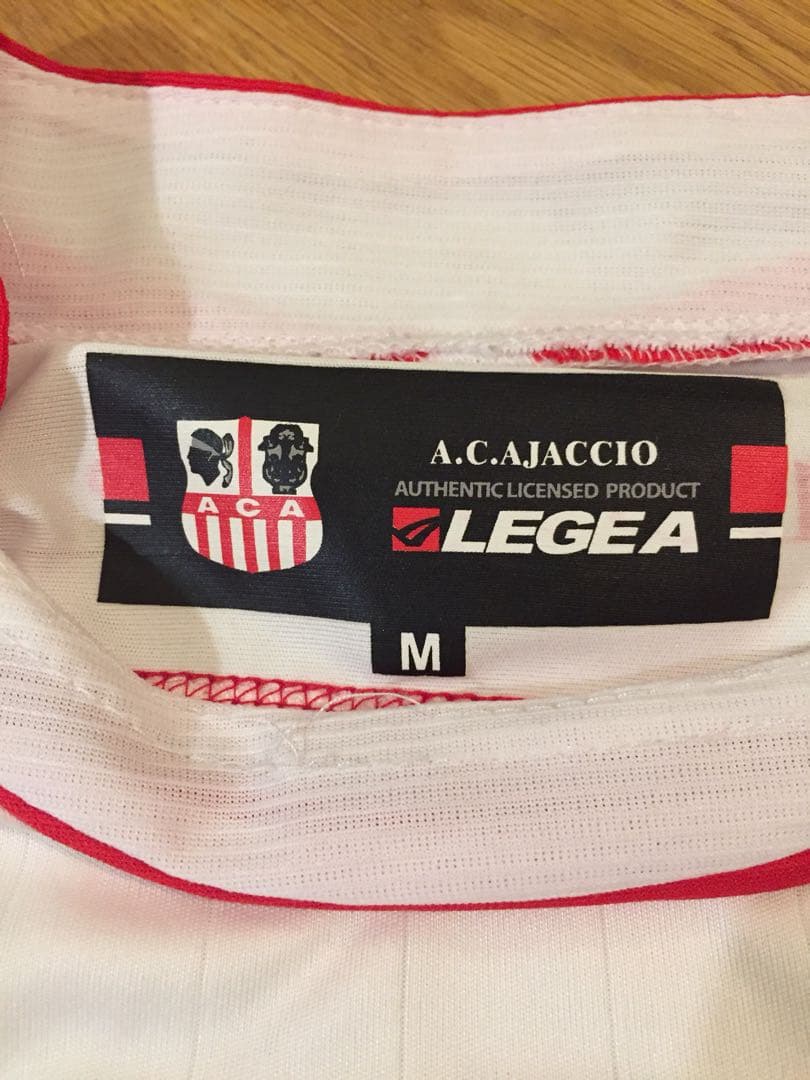 A C A
A.C.AJACCIO
AUTHENTIC LICENSED PRODUCT
LEGEA
M